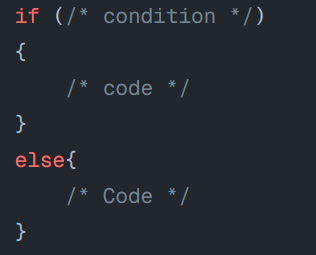 if (/* condition */)
{
    /* code */
}
else{
    /* Code */
}